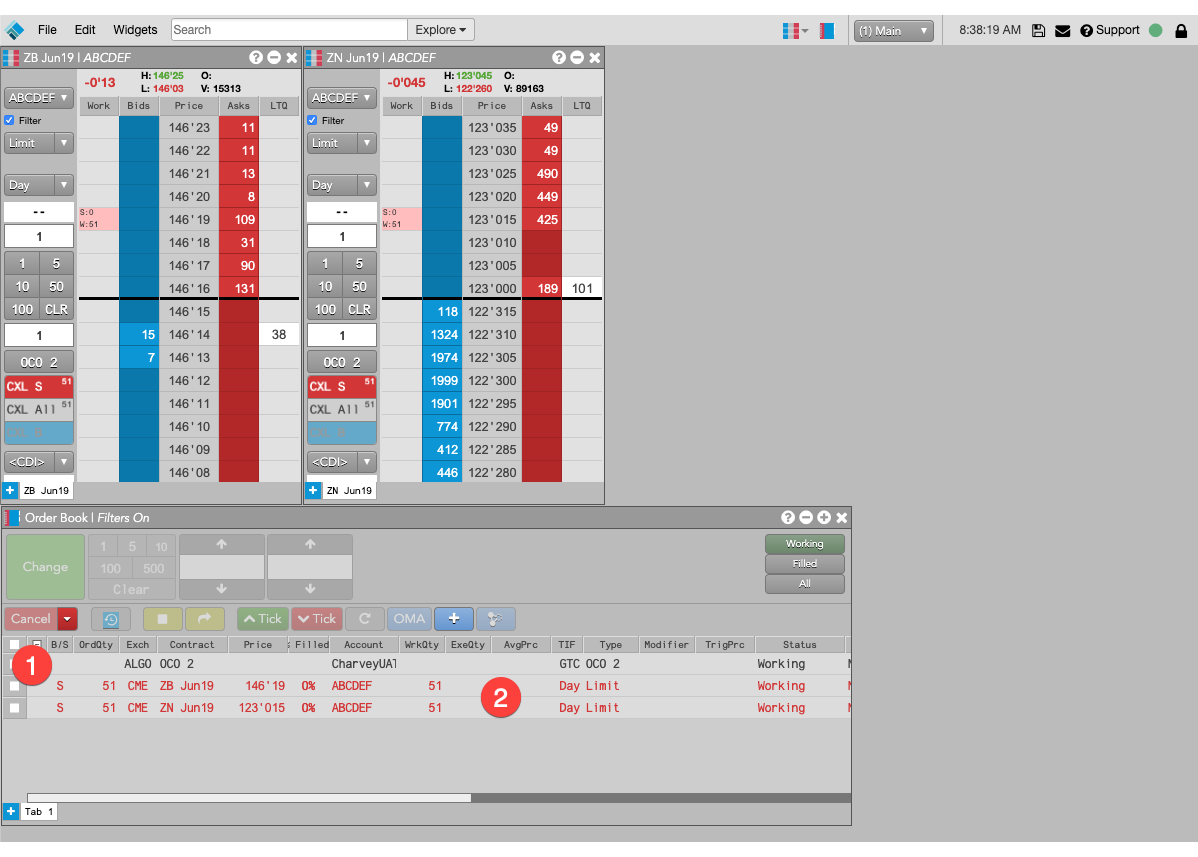 File Edit Widgets Search Explore (1) Main 8:38:19 AM Support
ZB Jun19 | ABCDEF
-0'13 H: 146'25 O:
L: 146'03 V: 15313
ABCDEF
Filter
Limit
Day
--
1
1 5
10 50
100 CLR
1
OCO 2
CXL S 51
CXL All 51
<CDI>
Work Bids Price Asks LTQ
146'23 11
146'22 11
146'21 13
146'20 8
S:0
W:51
146'19 109
146'18 31
146'17 90
146'16 131
146'15
15 146'14 38
7 146'13
146'12
146'11
146'10
146'09
146'08
+ ZB Jun19
ZN Jun19 | ABCDEF
-0'045 H: 123'045 O:
L: 122'260 V: 89163
ABCDEF
Filter
Limit
Day
--
1
1 5
10 50
100 CLR
1
OCO 2
CXL S 51
CXL All 51
<CDI>
Work Bids Price Asks LTQ
123'035 49
123'030 49
123'025 490
123'020 449
S:0
W:51
123'015 425
123'010
123'005
123'000 189 101
118 122'315
1324 122'310
1974 122'305
1999 122'300
1901 122'295
774 122'290
412 122'285
446 122'280
+ ZN Jun19
Order Book | Filters On
Change
1 5 10
100 500
Clear
Working
Filled
All
Cancel Tick Tick C OMA +
B/S OrdQty Exch Contract Price Filled Account WrkQty ExeQty AvgPrc TIF Type Modifier TrigPrc Status
1
ALGO OCO 2 CharveyUAT GTC OCO 2 Working
S 51 CME ZB Jun19 146'19 0% ABCDEF 51 Day Limit Working
2
S 51 CME ZN Jun19 123'015 0% ABCDEF 51 Day Limit Working
+ Tab 1